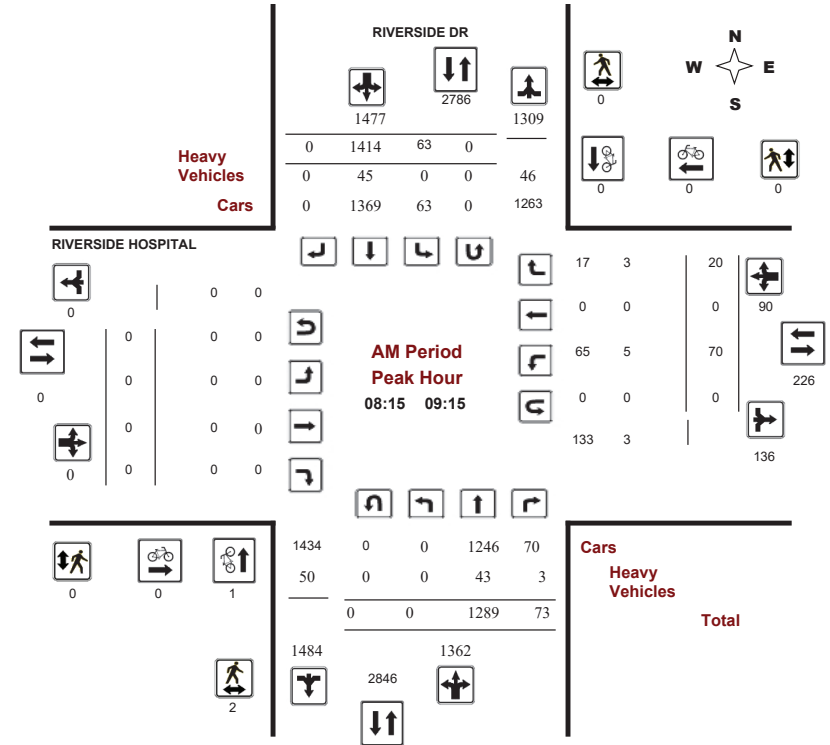 RIVERSIDE DR
N
W E
S
2786
0
1477 1309
0 1414 63 0
Heavy
Vehicles
0 45 0 0 46
Cars
0 1369 63 0 1263
0 0 0
RIVERSIDE HOSPITAL
17 3 20
0 0 0
0 0 0 90
0 0 0
0
AM Period
Peak Hour
08:15 09:15
65 5 70
226
0 0 0
0 0 0
0 0 0
133 3
136
0
0 0 0
1434 0 0 1246 70
Cars
50 0 0 43 3
Heavy
Vehicles
0 0 1
0 0 1289 73
Total
1484 1362
2846
2